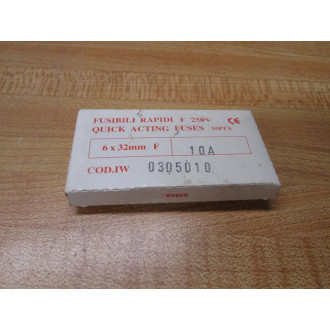 FUSIBILI RAPIDI F 250V CE
QUICK ACTING FUSES 10PCS
6 x 32mm F 10A
COD.IW 0305010